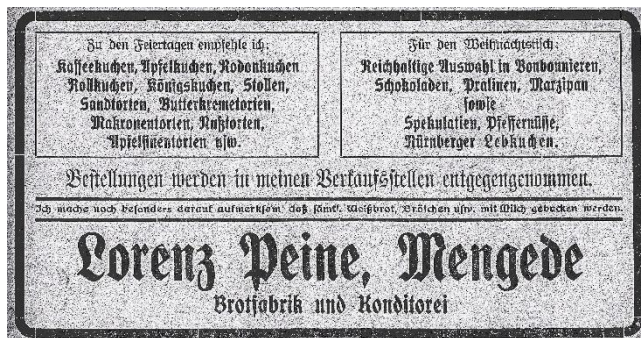 Zu den Feiertagen empfehle ich:
Kaffeekuchen, Apfelkuchen, Rodonkuchen
Rollkuchen, Königskuchen, Stollen,
Sandtorten, Butterkremetorten,
Makronentorten, Nußtorten,
Apfelsinentorten usw.
Für den Weihnachtstisch:
Reichhaltige Auswahl in Bonbonnieren,
Schokoladen, Pralinen, Marzipan
sowie
Spekulatien, Pfeffernüsse,
Nürnberger Lebkuchen.
Bestellungen werden in meinen Verkaufsstellen entgegengenommen.
Ich mache noch besonders darauf aufmerksam, daß sämtl. Weißbrot, Brötchen usw. mit Milch gebacken werden.
Lorenz Peine, Mengede
Brotfabrik und Konditorei